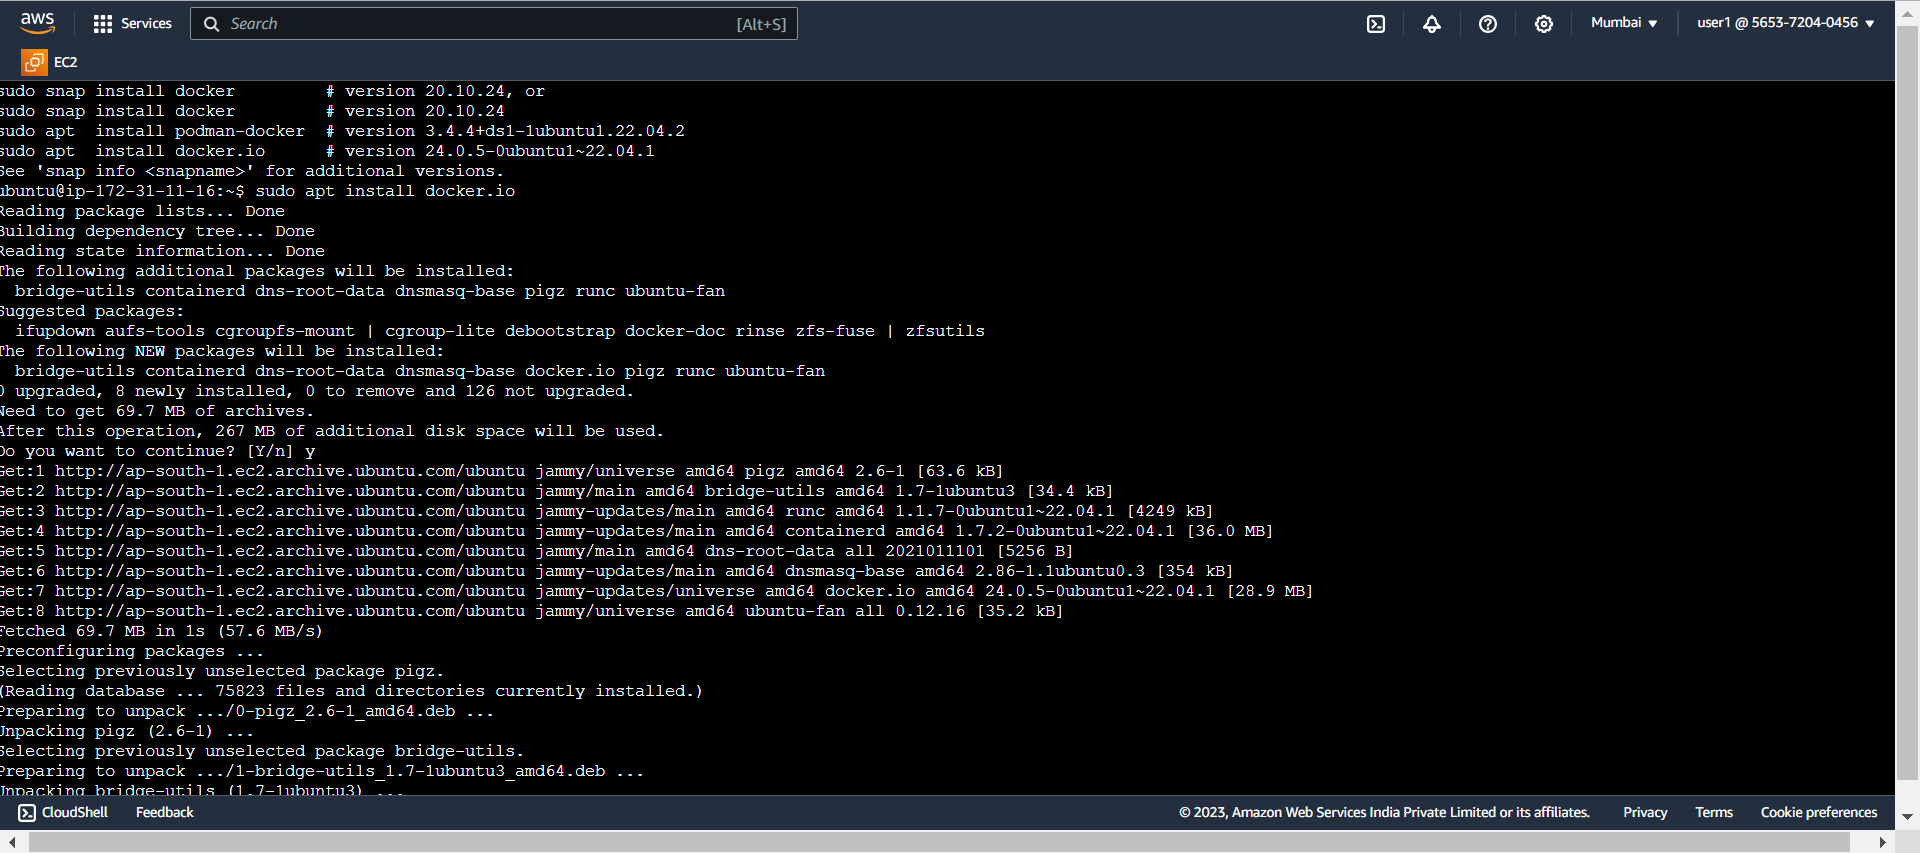 aws Services Search [Alt+S] Mumbai user1 @ 5653-7204-0456
EC2
sudo snap install docker         # version 20.10.24, or
sudo snap install docker         # version 20.10.24
sudo apt  install podman-docker  # version 3.4.4+ds1-1ubuntu1.22.04.2
sudo apt  install docker.io      # version 24.0.5-0ubuntu1~22.04.1
See 'snap info <snapname>' for additional versions.
ubuntu@ip-172-31-11-16:~$ sudo apt install docker.io
Reading package lists... Done
Building dependency tree... Done
Reading state information... Done
The following additional packages will be installed:
  bridge-utils containerd dns-root-data dnsmasq-base pigz runc ubuntu-fan
Suggested packages:
  ifupdown aufs-tools cgroupfs-mount | cgroup-lite debootstrap docker-doc rinse zfs-fuse | zfsutils
The following NEW packages will be installed:
  bridge-utils containerd dns-root-data dnsmasq-base docker.io pigz runc ubuntu-fan
0 upgraded, 8 newly installed, 0 to remove and 126 not upgraded.
Need to get 69.7 MB of archives.
After this operation, 267 MB of additional disk space will be used.
Do you want to continue? [Y/n] y
Get:1 http://ap-south-1.ec2.archive.ubuntu.com/ubuntu jammy/universe amd64 pigz amd64 2.6-1 [63.6 kB]
Get:2 http://ap-south-1.ec2.archive.ubuntu.com/ubuntu jammy/main amd64 bridge-utils amd64 1.7-1ubuntu3 [34.4 kB]
Get:3 http://ap-south-1.ec2.archive.ubuntu.com/ubuntu jammy-updates/main amd64 runc amd64 1.1.7-0ubuntu1~22.04.1 [4249 kB]
Get:4 http://ap-south-1.ec2.archive.ubuntu.com/ubuntu jammy-updates/main amd64 containerd amd64 1.7.2-0ubuntu1~22.04.1 [36.0 MB]
Get:5 http://ap-south-1.ec2.archive.ubuntu.com/ubuntu jammy/main amd64 dns-root-data all 2021011101 [5256 B]
Get:6 http://ap-south-1.ec2.archive.ubuntu.com/ubuntu jammy-updates/main amd64 dnsmasq-base amd64 2.86-1.1ubuntu0.3 [354 kB]
Get:7 http://ap-south-1.ec2.archive.ubuntu.com/ubuntu jammy-updates/universe amd64 docker.io amd64 24.0.5-0ubuntu1~22.04.1 [28.9 MB]
Get:8 http://ap-south-1.ec2.archive.ubuntu.com/ubuntu jammy/universe amd64 ubuntu-fan all 0.12.16 [35.2 kB]
Fetched 69.7 MB in 1s (57.6 MB/s)
Preconfiguring packages ...
Selecting previously unselected package pigz.
(Reading database ... 75823 files and directories currently installed.)
Preparing to unpack .../0-pigz_2.6-1_amd64.deb ...
Unpacking pigz (2.6-1) ...
Selecting previously unselected package bridge-utils.
Preparing to unpack .../1-bridge-utils_1.7-1ubuntu3_amd64.deb ...
Unpacking bridge-utils (1.7-1ubuntu3) ...
CloudShell Feedback © 2023, Amazon Web Services India Private Limited or its affiliates. Privacy Terms Cookie preferences